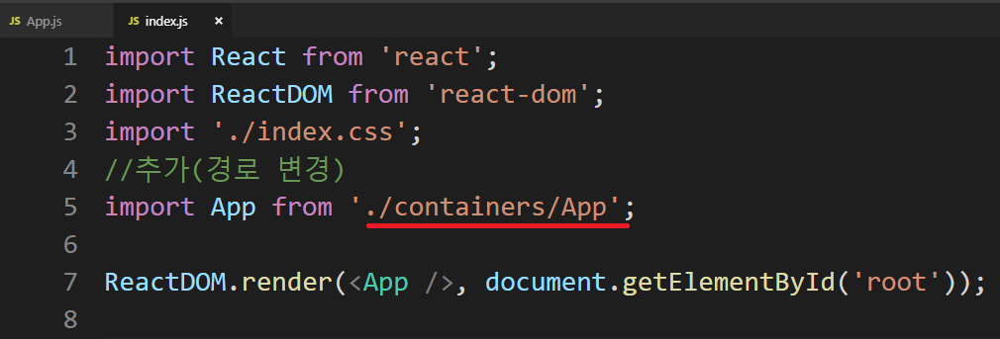 JS App.js JS index.js ×
1 import React from 'react';
2 import ReactDOM from 'react-dom';
3 import './index.css';
4 //추가(경로 변경)
5 import App from './containers/App';
6
7 ReactDOM.render(<App />, document.getElementById('root'));
8